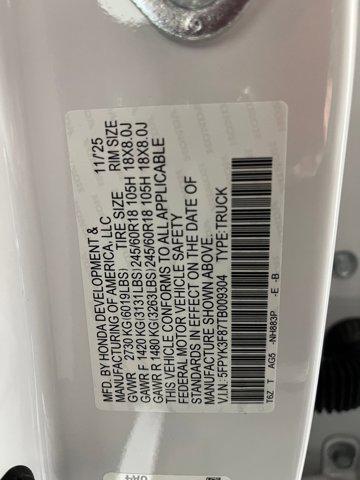 MFD. BY HONDA DEVELOPMENT & 11/25
MANUFACTURING OF AMERICA, LLC
TIRE SIZE RIM SIZE
GVWR 2730 KG(6019LBS)
GAWR F 1420 KG(3131LBS) 245/60R18 105H 18X8.0J
GAWR R 1480 KG(3263LBS) 245/60R18 105H 18X8.0J
THIS VEHICLE CONFORMS TO ALL APPLICABLE
FEDERAL MOTOR VEHICLE SAFETY
STANDARDS IN EFFECT ON THE DATE OF
MANUFACTURE SHOWN ABOVE.
V.I.N.: 5FPYK3F877TB009304 TYPE:TRUCK
T6Z T AG5 -NH883P -E -B